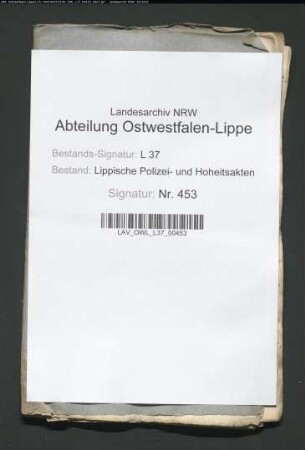 Landesarchiv NRW
Abteilung Ostwestfalen-Lippe
Bestands-Signatur: L 37
Bestand: Lippische Polizei- und Hoheitsakten
Signatur: Nr. 453
LAV_OWL_L37_00453